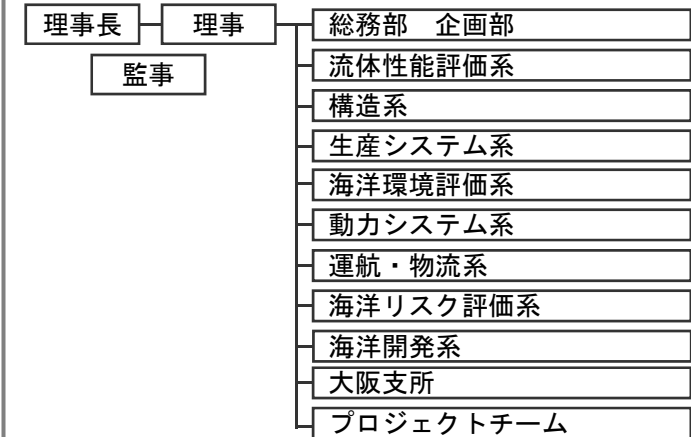 理事長 理事 総務部 企画部
監事 流体性能評価系
構造系
生産システム系
海洋環境評価系
動力システム系
運航・物流系
海洋リスク評価系
海洋開発系
大阪支所
プロジェクトチーム